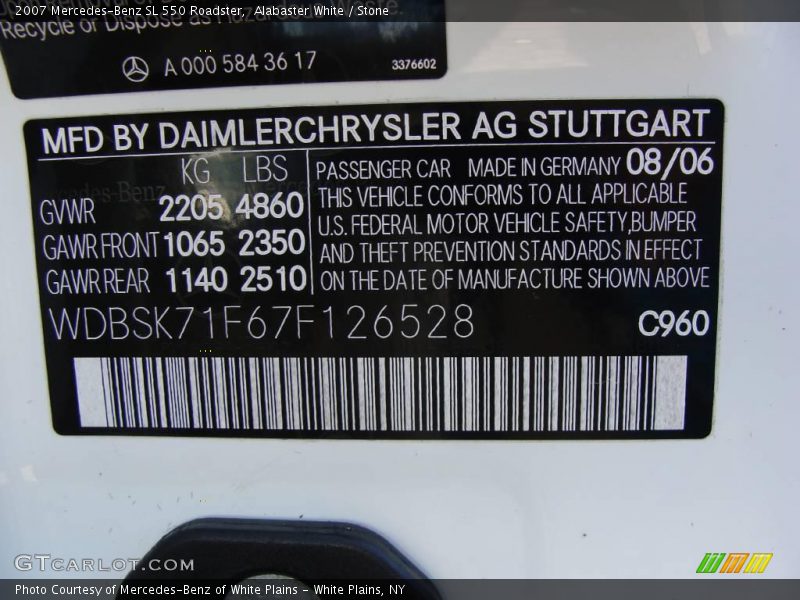 2007 Mercedes-Benz SL 550 Roadster, Alabaster White / Stone
Recycle or Dispose as Hazardous
A 000 584 36 17
3376602
MFD BY DAIMLERCHRYSLER AG STUTTGART
KG LBS
GVWR 2205 4860
GAWR FRONT 1065 2350
GAWR REAR 1140 2510
PASSENGER CAR MADE IN GERMANY 08/06
THIS VEHICLE CONFORMS TO ALL APPLICABLE
U.S. FEDERAL MOTOR VEHICLE SAFETY,BUMPER
AND THEFT PREVENTION STANDARDS IN EFFECT
ON THE DATE OF MANUFACTURE SHOWN ABOVE
WDBSK71F67F126528
C960
GTCARLOT.COM
Photo Courtesy of Mercedes-Benz of White Plains - White Plains, NY